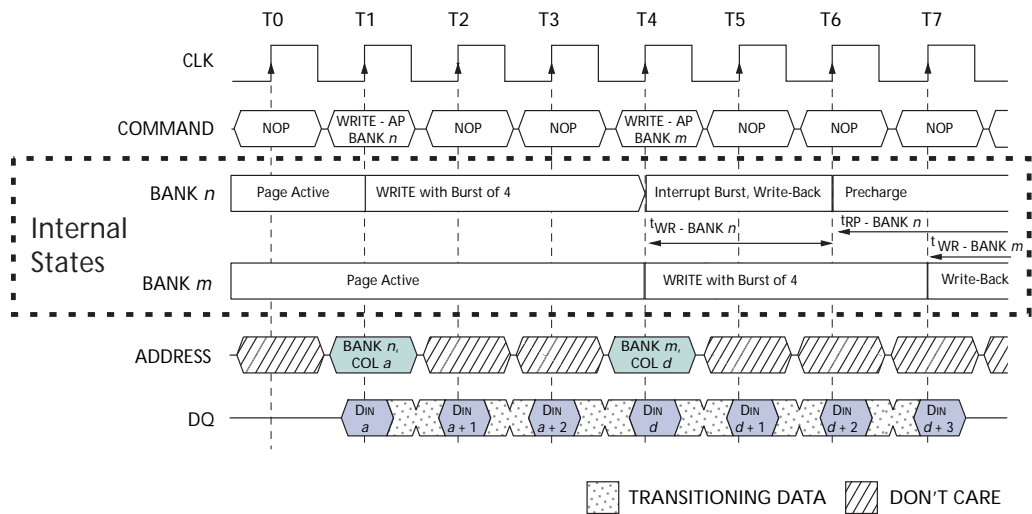 T0 T1 T2 T3 T4 T5 T6 T7
CLK
COMMAND NOP WRITE - AP BANK n NOP NOP WRITE - AP BANK m NOP NOP NOP
Internal States
BANK n Page Active WRITE with Burst of 4 Interrupt Burst, Write-Back Precharge
tWR - BANK n tRP - BANK n
tWR - BANK m
BANK m Page Active WRITE with Burst of 4 Write-Back
ADDRESS BANK n, COL a BANK m, COL d
DQ DIN a DIN a + 1 DIN a + 2 DIN d DIN d + 1 DIN d + 2 DIN d + 3
TRANSITIONING DATA DON'T CARE